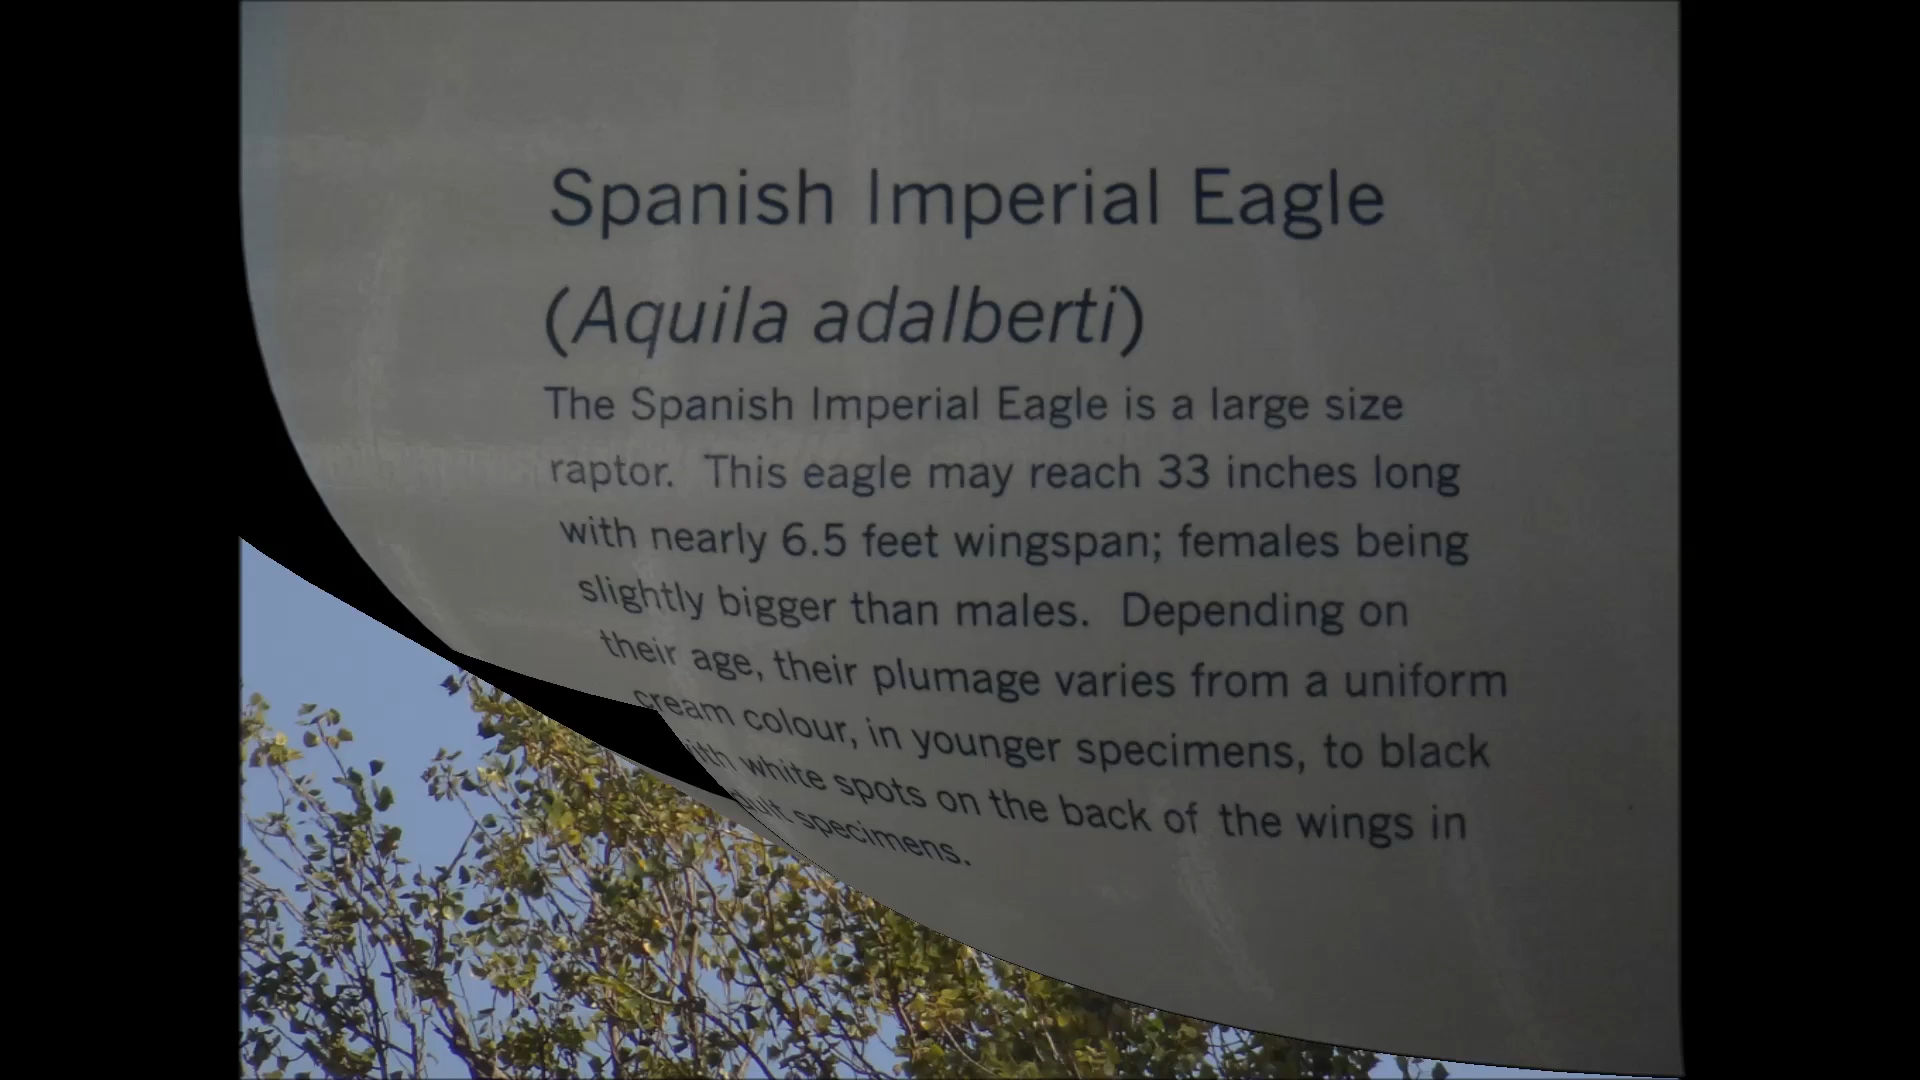 Spanish Imperial Eagle
(Aquila adalberti)
The Spanish Imperial Eagle is a large size
raptor. This eagle may reach 33 inches long
with nearly 6.5 feet wingspan; females being
slightly bigger than males. Depending on
their age, their plumage varies from a uniform
cream colour, in younger specimens, to black
white spots on the back of the wings in
specimens.